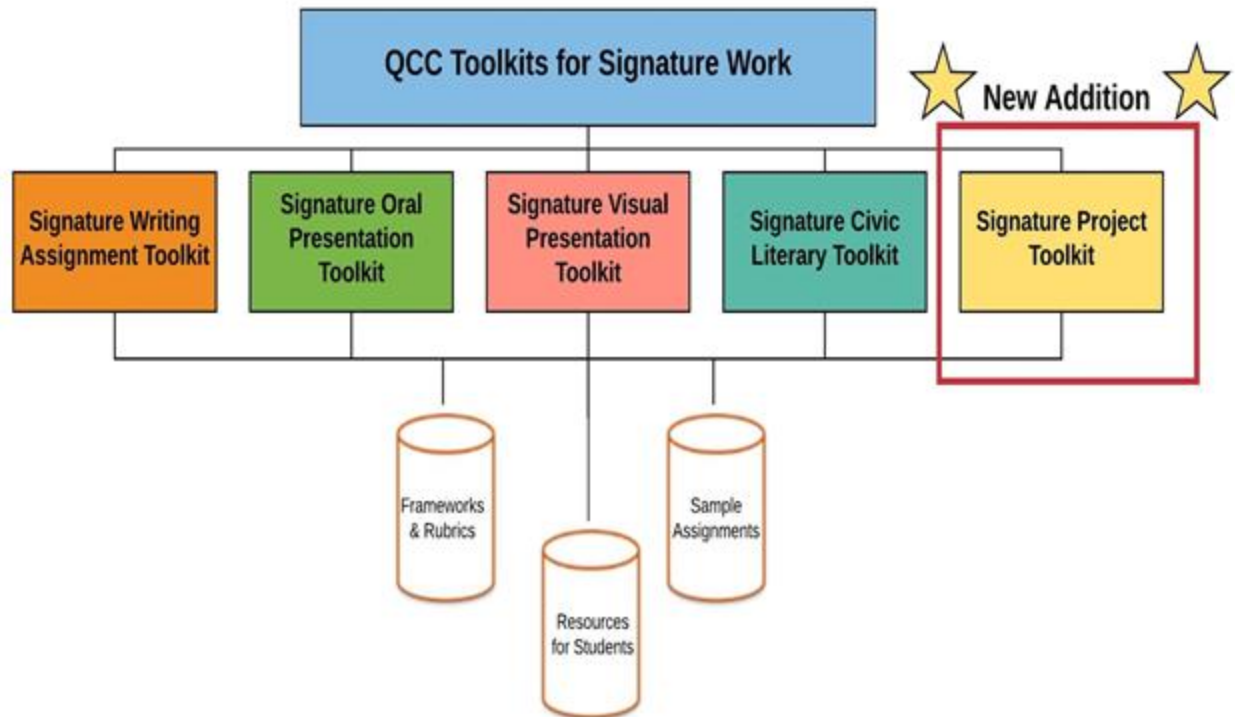 QCC Toolkits for Signature Work
New Addition
Signature Writing
Assignment Toolkit
Signature Oral
Presentation
Toolkit
Signature Visual
Presentation
Toolkit
Signature Civic
Literary Toolkit
Signature Project
Toolkit
Frameworks
& Rubrics
Sample
Assignments
Resources
for Students